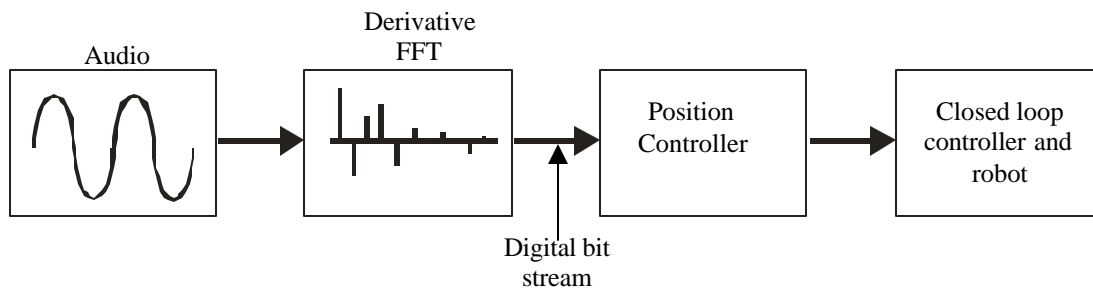 Audio
Derivative
FFT
Position
Controller
Closed loop
controller and
robot
Digital bit
stream